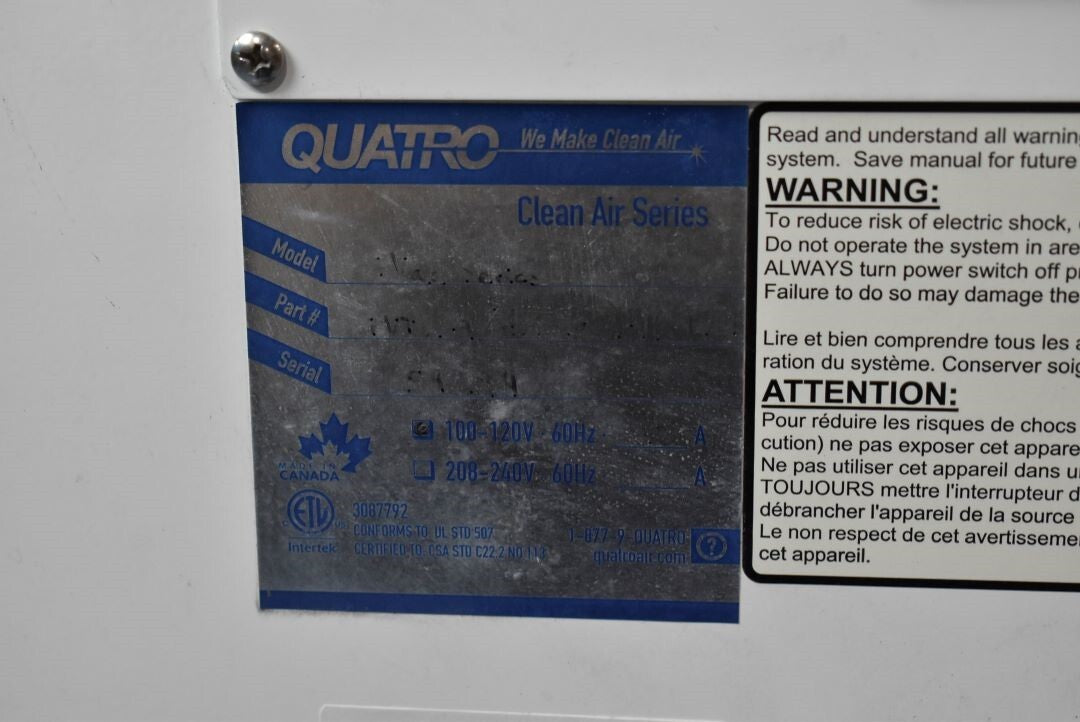 QUATRO We Make Clean Air
Clean Air Series
Model
Part #
Serial
MADE IN
CANADA
100-120V · 60Hz A
208-240V 60Hz A
ETL
C US
Intertek
3087792
CONFORMS TO UL STD 507
CERTIFIED TO CSA STD C22.2 NO 113
1-877-9-QUATRO
quatroair.com
?
Read and understand all warning
system. Save manual for future
WARNING:
To reduce risk of electric shock,
Do not operate the system in are
ALWAYS turn power switch off pr
Failure to do so may damage the
Lire et bien comprendre tous les a
ration du système. Conserver soig
ATTENTION:
Pour réduire les risques de chocs
cution) ne pas exposer cet appare
Ne pas utiliser cet appareil dans u
TOUJOURS mettre l'interrupteur d
débrancher l'appareil de la source
Le non respect de cet avertisseme
cet appareil.